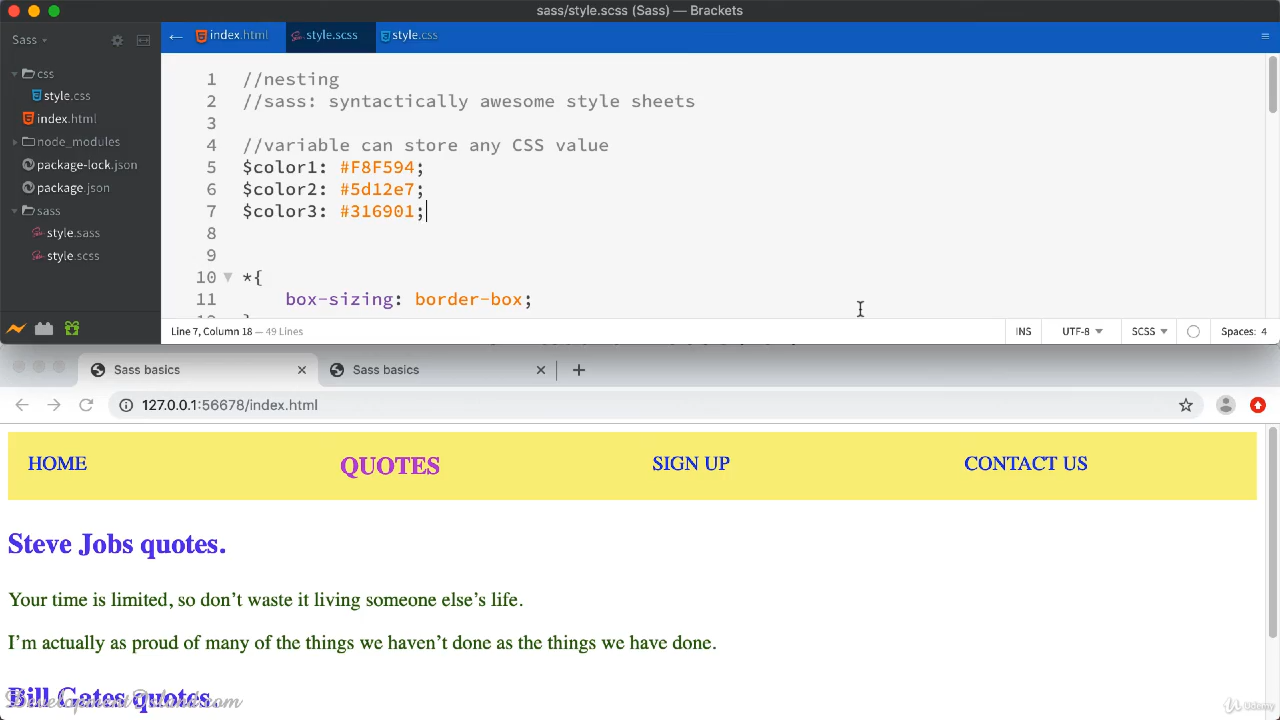 sass/style.scss (Sass) — Brackets
Sass
index.html
style.scss
style.css
css
style.css
index.html
node_modules
package-lock.json
package.json
sass
style.sass
style.scss
1 //nesting
2 //sass: syntactically awesome style sheets
3
4 //variable can store any CSS value
5 $color1: #F8F594;
6 $color2: #5d12e7;
7 $color3: #316901;
8
9
10 *{
11 box-sizing: border-box;
Line 7, Column 18 — 49 Lines
INS UTF-8 SCSS Spaces: 4
Sass basics
Sass basics
127.0.0.1:56678/index.html
HOME QUOTES SIGN UP CONTACT US
Steve Jobs quotes.
Your time is limited, so don’t waste it living someone else’s life.
I’m actually as proud of many of the things we haven’t done as the things we have done.
Bill Gates quotes.
DevelopmentIsland.com
Udemy